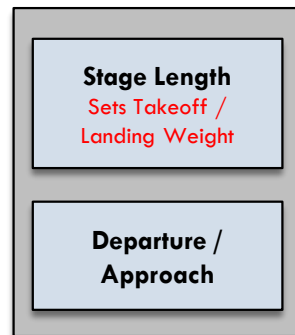 Stage Length
Sets Takeoff /
Landing Weight
Departure /
Approach